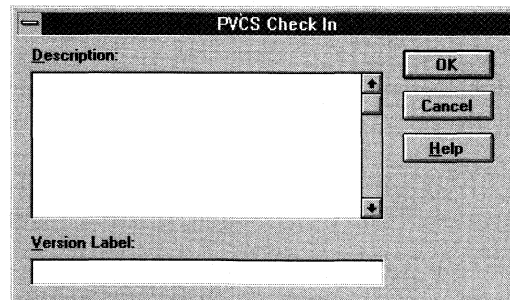 PVCS Check In
Description:
OK
Cancel
Help
Version Label: